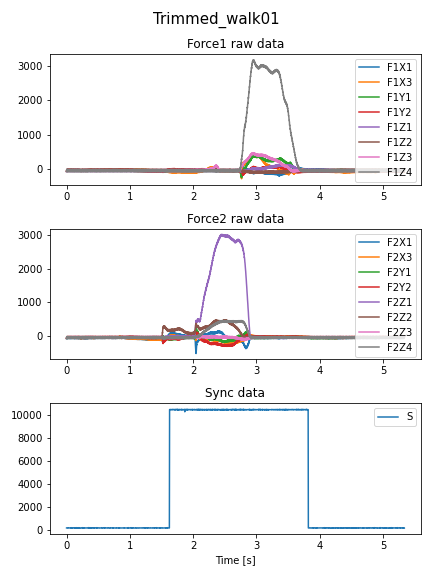 Trimmed_walk01
Force1 raw data
3000
2000
1000
0
F1X1
F1X3
F1Y1
F1Y2
F1Z1
F1Z2
F1Z3
F1Z4
0 1 2 3 4 5
Force2 raw data
3000
2000
1000
0
F2X1
F2X3
F2Y1
F2Y2
F2Z1
F2Z2
F2Z3
F2Z4
0 1 2 3 4 5
Sync data
10000
8000
6000
4000
2000
0
S
0 1 2 3 4 5
Time [s]